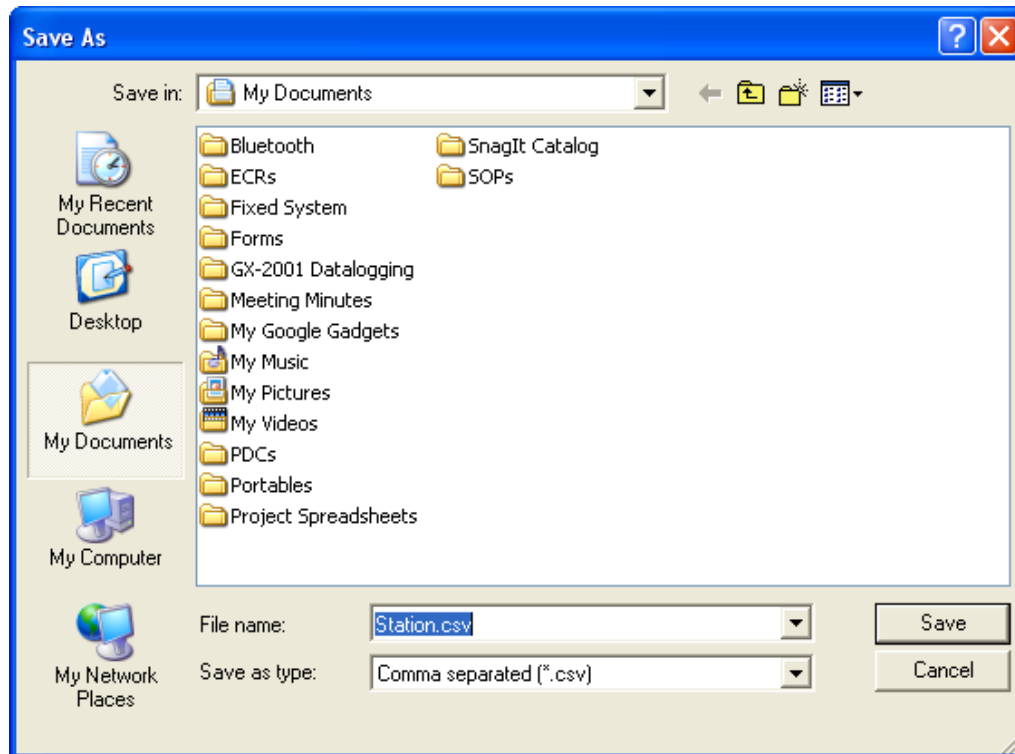 Save As
Save in:
My Documents
My Recent
Documents
Desktop
My Documents
My Computer
My Network
Places
Bluetooth
ECRs
Fixed System
Forms
GX-2001 Datalogging
Meeting Minutes
My Google Gadgets
My Music
My Pictures
My Videos
PDCs
Portables
Project Spreadsheets
SnagIt Catalog
SOPs
File name:
Station.csv
Save
Save as type:
Comma separated (*.csv)
Cancel